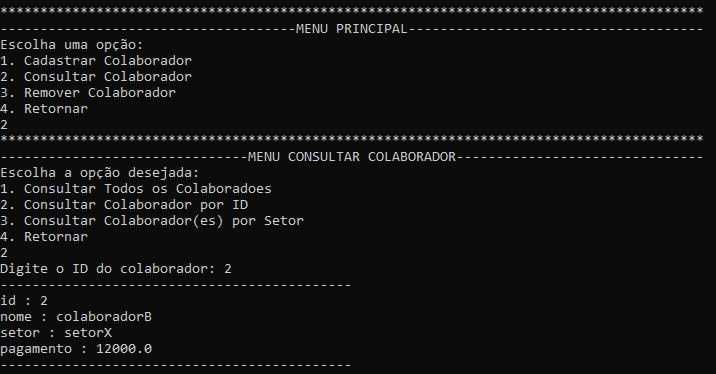 ****************************************************************************************
-------------------------------------MENU PRINCIPAL-------------------------------------
Escolha uma opção:
1. Cadastrar Colaborador
2. Consultar Colaborador
3. Remover Colaborador
4. Retornar
2
****************************************************************************************
-------------------------------MENU CONSULTAR COLABORADOR-------------------------------
Escolha a opção desejada:
1. Consultar Todos os Colaboradoes
2. Consultar Colaborador por ID
3. Consultar Colaborador(es) por Setor
4. Retornar
2
Digite o ID do colaborador: 2
--------------------------------------------
id : 2
nome : colaboradorB
setor : setorX
pagamento : 12000.0
--------------------------------------------